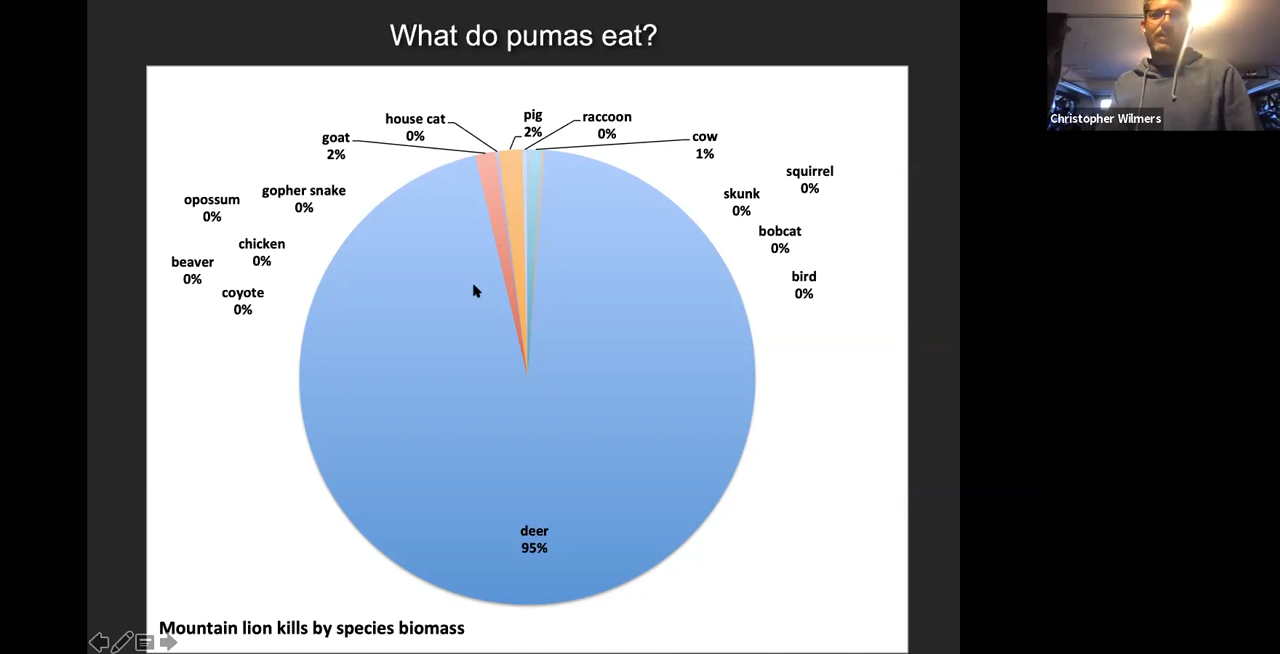 What do pumas eat?
Christopher Wilmers
house cat
0%
pig
2%
raccoon
0%
goat
2%
cow
1%
squirrel
0%
gopher snake
0%
opossum
0%
skunk
0%
bobcat
0%
chicken
0%
beaver
0%
bird
0%
coyote
0%
deer
95%
Mountain lion kills by species biomass